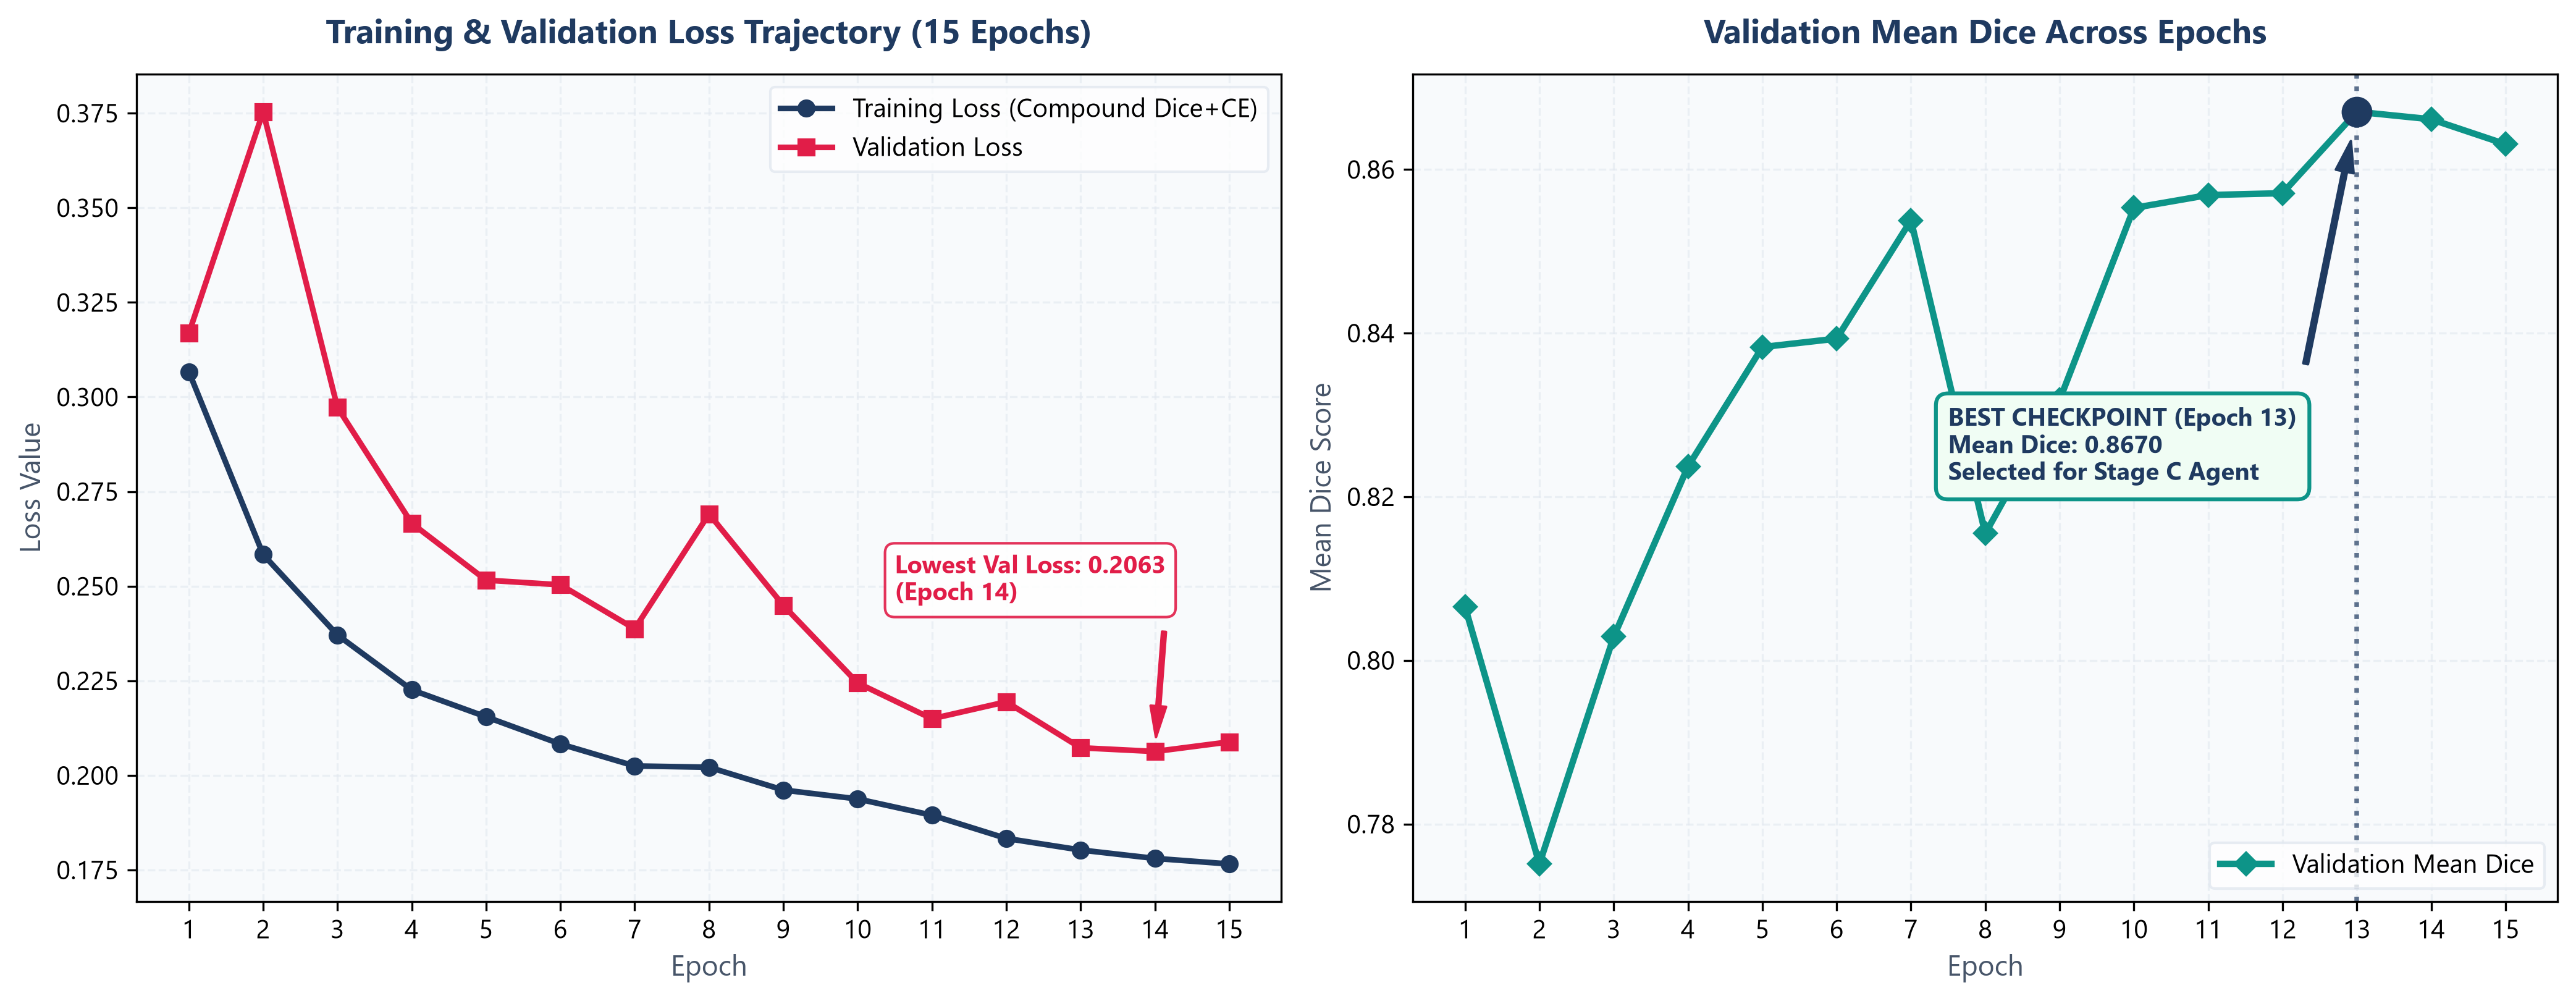 Training & Validation Loss Trajectory (15 Epochs)
Training Loss (Compound Dice+CE)
Validation Loss
Lowest Val Loss: 0.2063
(Epoch 14)
Loss Value
0.375
0.350
0.325
0.300
0.275
0.250
0.225
0.200
0.175
1 2 3 4 5 6 7 8 9 10 11 12 13 14 15
Epoch
Validation Mean Dice Across Epochs
BEST CHECKPOINT (Epoch 13)
Mean Dice: 0.8670
Selected for Stage C Agent
Mean Dice Score
0.86
0.84
0.82
0.80
0.78
Validation Mean Dice
1 2 3 4 5 6 7 8 9 10 11 12 13 14 15
Epoch